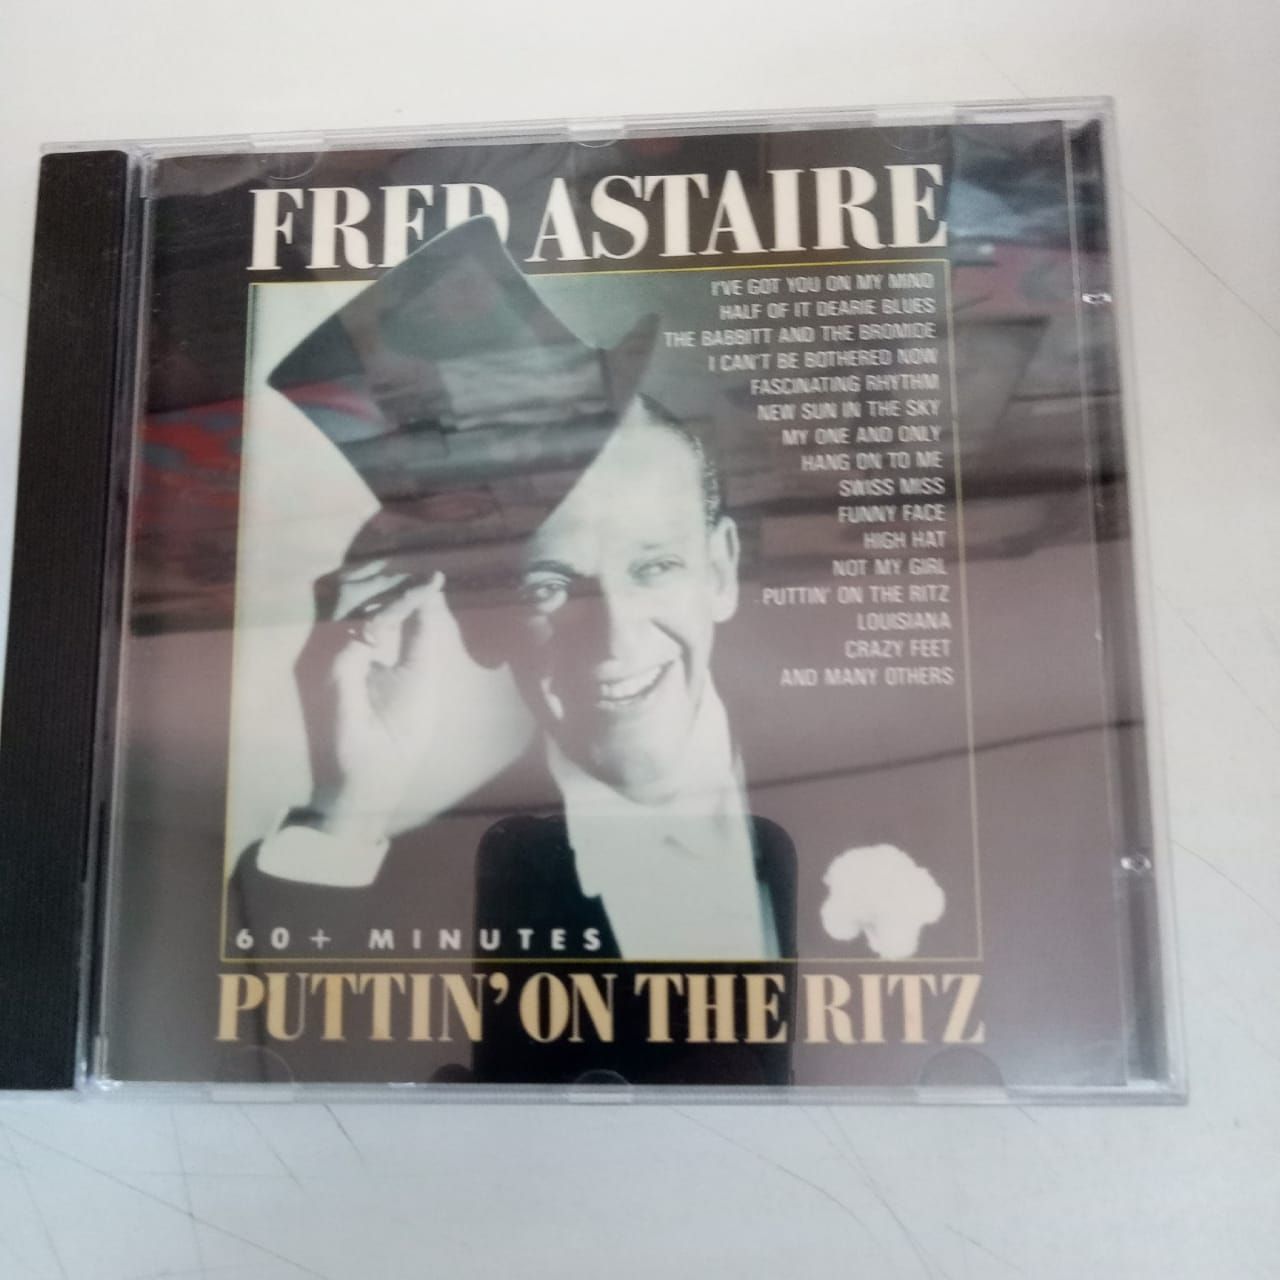 FRED ASTAIRE
I'VE GOT YOU ON MY MIND
HALF OF IT DEARIE BLUES
THE BABBITT AND THE BROMIDE
I CAN'T BE BOTHERED NOW
FASCINATING RHYTHM
NEW SUN IN THE SKY
MY ONE AND ONLY
HANG ON TO ME
SWISS MISS
FUNNY FACE
HIGH HAT
NOT MY GIRL
PUTTIN' ON THE RITZ
LOUISIANA
CRAZY FEET
AND MANY OTHERS
60+ MINUTES
PUTTIN' ON THE RITZ